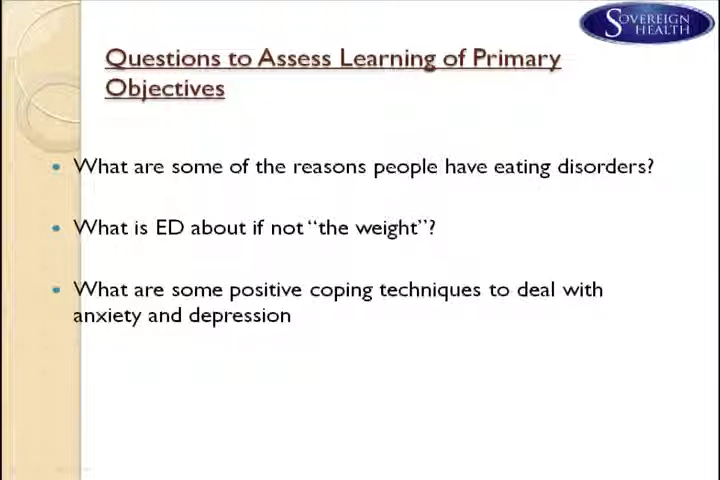 SOVEREIGN
HEALTH
Questions to Assess Learning of Primary
Objectives
• What are some of the reasons people have eating disorders?
• What is ED about if not “the weight”?
• What are some positive coping techniques to deal with
anxiety and depression